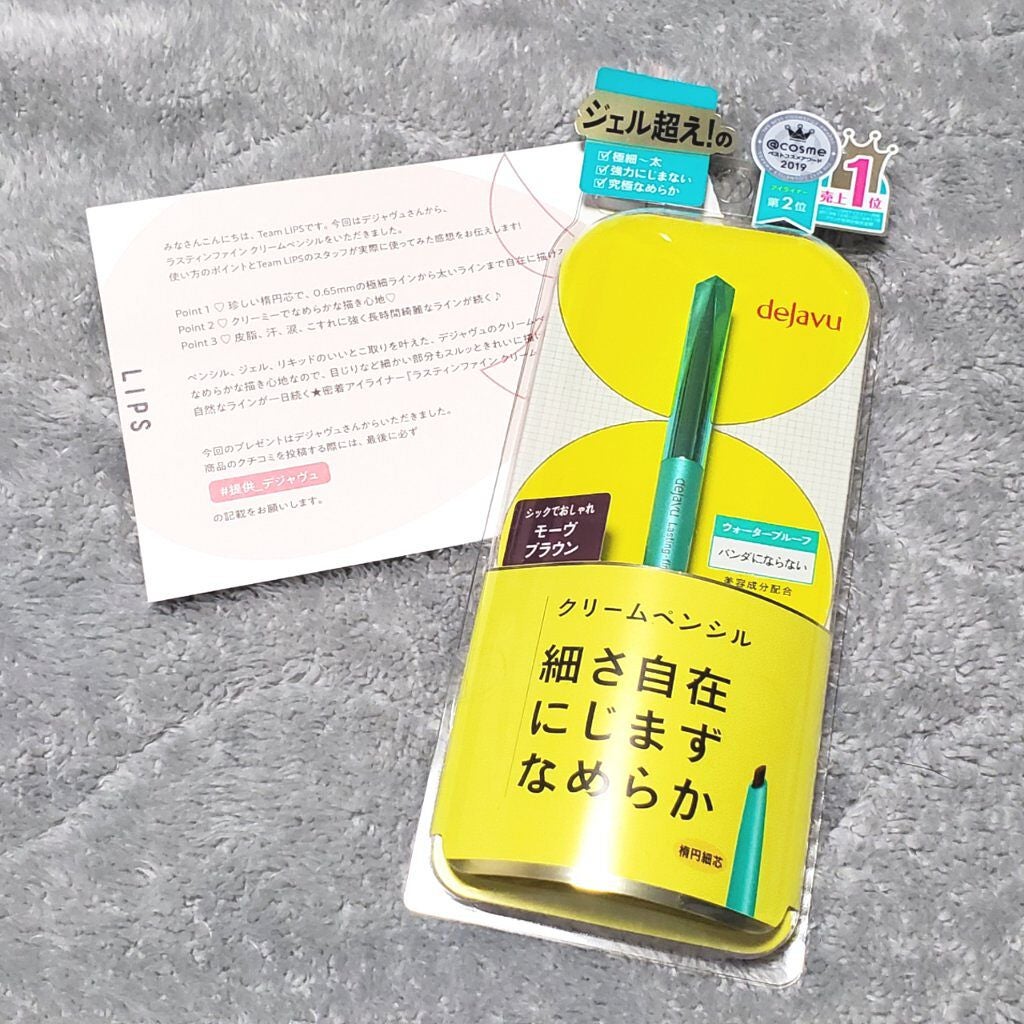 みなさんこんにちは、Team LIPSです。今回はデジャヴュさんから、
ラスティンファイン クリームペンシルをいただきました。
使い方のポイントとTeam LIPSのスタッフが実際に使ってみた感想をお伝えします!
Point 1 ♡ 珍しい楕円芯で、0.65mmの極細ラインから太いラインまで自在に描ける
Point 2 ♡ クリーミーでなめらかな描き心地♡
Point 3 ♡ 皮脂、汗、涙、こすれに強く長時間綺麗なラインが続く♪
ペンシル、ジェル、リキッドのいいとこ取りを叶えた、デジャヴュのクリームペ
なめらかな描き心地なので、目じりなど細かい部分もスルッときれいに描
自然なラインが一日続く★密着アイライナー『ラスティンファイン クリーム
今回のプレゼントはデジャヴュさんからいただきました。
商品のクチコミを投稿する際には、最後に必ず
#提供_デジャヴュ
の記載をお願いします。
LIPS
ジェル超え!の
極細~太
強力にじまない
究極なめらか
@cosme
ベストコスメアワード
2019
アイライナー
第2位
売上1位
dejavu
dejavu
シックでおしゃれ
モーヴ
ブラウン
ウォータープルーフ
パンダにならない
美容成分配合
クリームペンシル
細さ自在
にじまず
なめらか
楕円細芯